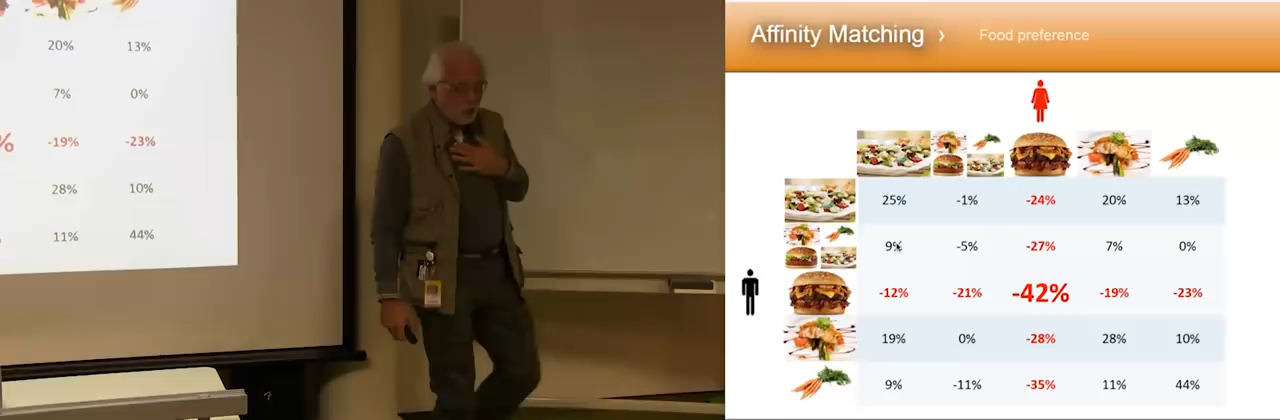 20% 13%
7% 0%
% -19% -23%
28% 10%
11% 44%
Affinity Matching › Food preference
25% -1% -24% 20% 13%
9% -5% -27% 7% 0%
-12% -21% -42% -19% -23%
19% 0% -28% 28% 10%
9% -11% -35% 11% 44%